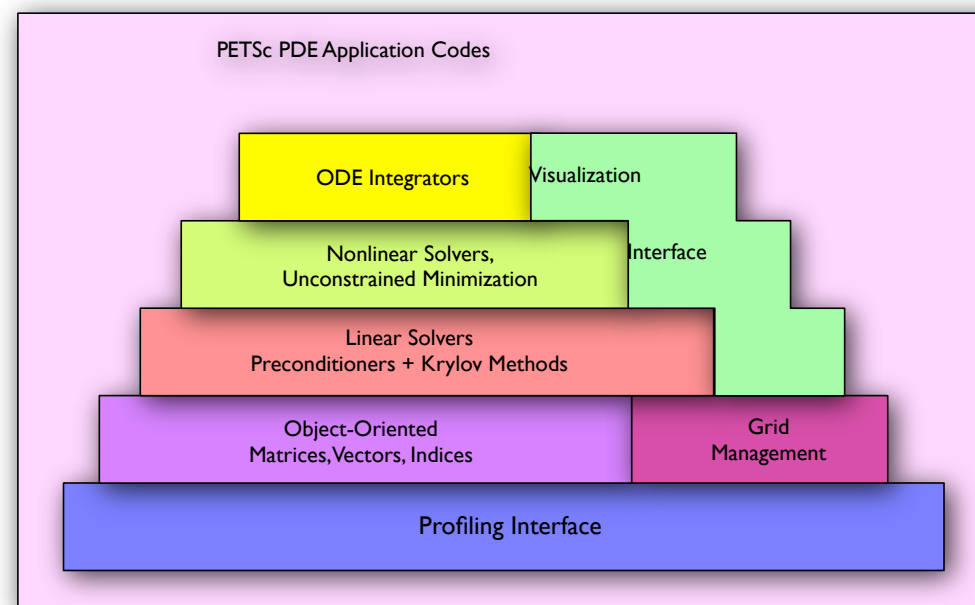 PETSc PDE Application Codes
ODE Integrators
Visualization
Nonlinear Solvers,
Unconstrained Minimization
Interface
Linear Solvers
Preconditioners + Krylov Methods
Object-Oriented
Matrices, Vectors, Indices
Grid
Management
Profiling Interface